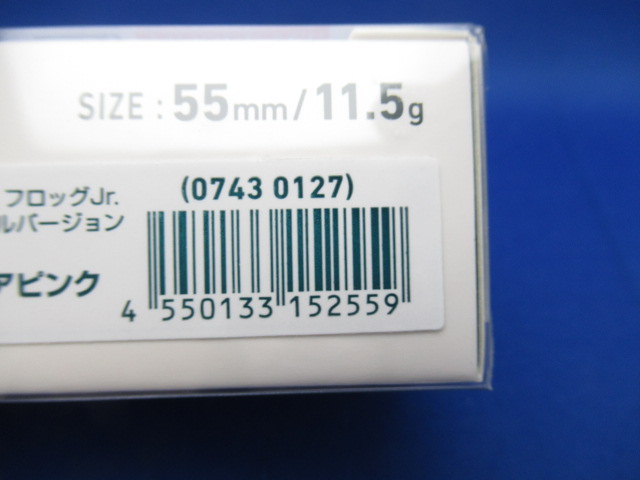 SIZE : 55mm/11.5g
(0743 0127)
フロッグJr.
ルバージョン
アピンク
4 550133 152559